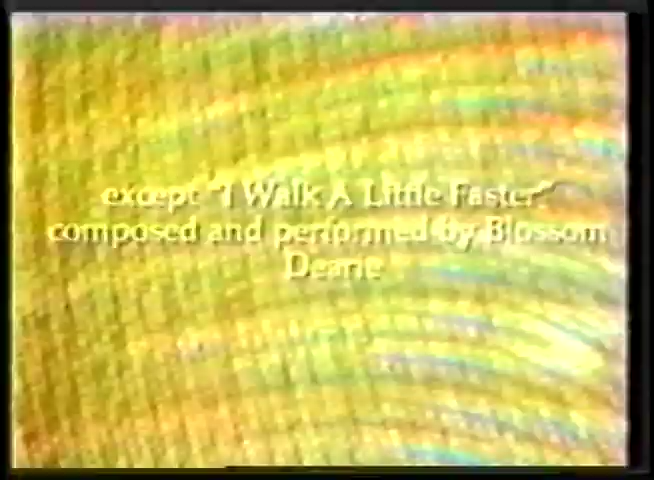 except "I Walk A Little Faster"
composed and performed by Blossom
Dearie